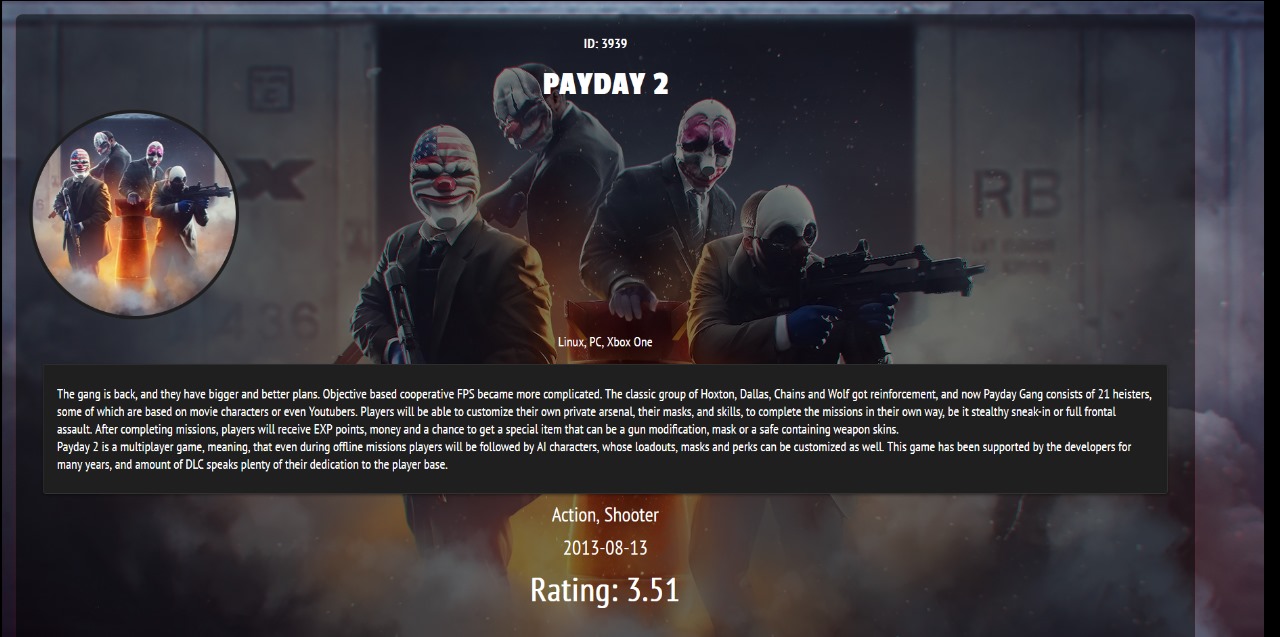 ID: 3939
PAYDAY 2
X
RB
436
Linux, PC, Xbox One
The gang is back, and they have bigger and better plans. Objective based cooperative FPS became more complicated. The classic group of Hoxton, Dallas, Chains and Wolf got reinforcement, and now Payday Gang consists of 21 heisters,
some of which are based on movie characters or even Youtubers. Players will be able to customize their own private arsenal, their masks, and skills, to complete the missions in their own way, be it stealthy sneak-in or full frontal
assault. After completing missions, players will receive EXP points, money and a chance to get a special item that can be a gun modification, mask or a safe containing weapon skins.
Payday 2 is a multiplayer game, meaning, that even during offline missions players will be followed by AI characters, whose loadouts, masks and perks can be customized as well. This game has been supported by the developers for
many years, and amount of DLC speaks plenty of their dedication to the player base.
Action, Shooter
2013-08-13
Rating: 3.51